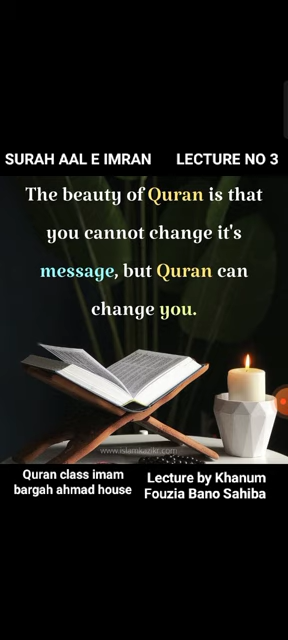 SURAH AAL E IMRAN LECTURE NO 3
The beauty of Quran is that
you cannot change it's
message, but Quran can
change you.
www.islamkazikr.com
Quran class imam
bargah ahmad house
Lecture by Khanum
Fouzia Bano Sahiba